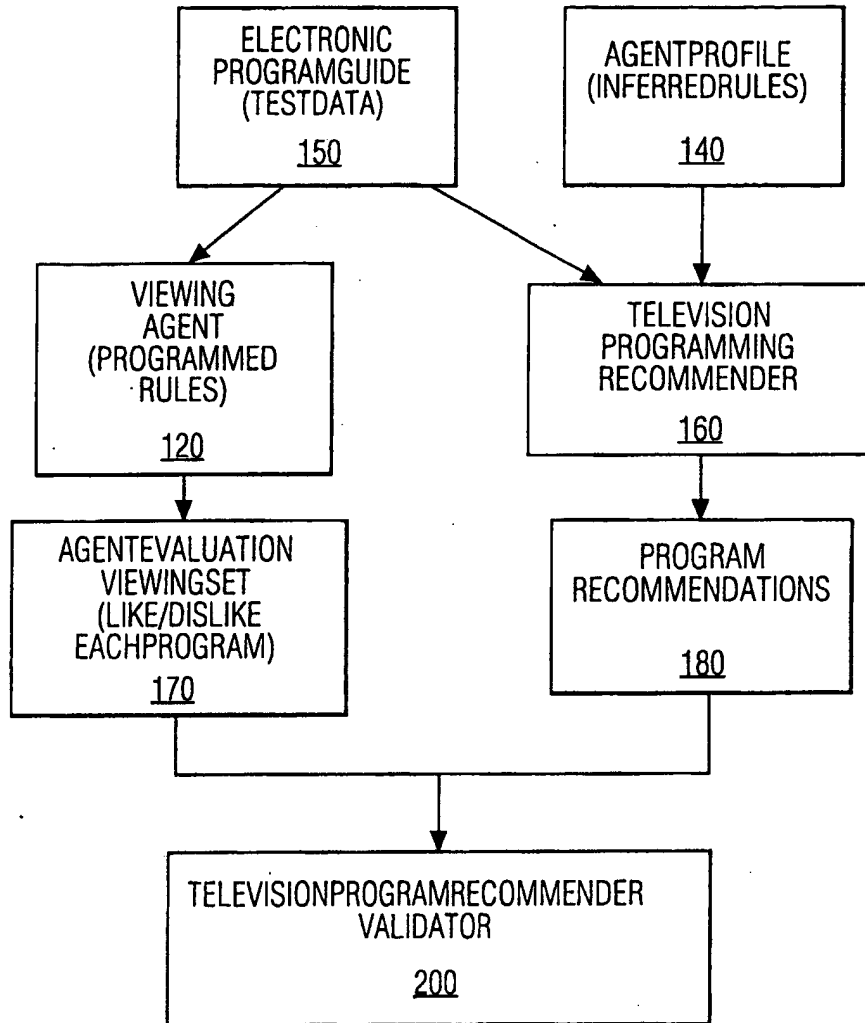 ELECTRONIC
PROGRAMGUIDE
(TESTDATA)
150
AGENTPROFILE
(INFERREDRULES)
140
VIEWING
AGENT
(PROGRAMMED
RULES)
120
TELEVISION
PROGRAMMING
RECOMMENDER
160
AGENTEVALUATION
VIEWINGSET
(LIKE/DISLIKE
EACHPROGRAM)
170
PROGRAM
RECOMMENDATIONS
180
TELEVISIONPROGRAMRECOMMENDER
VALIDATOR
200